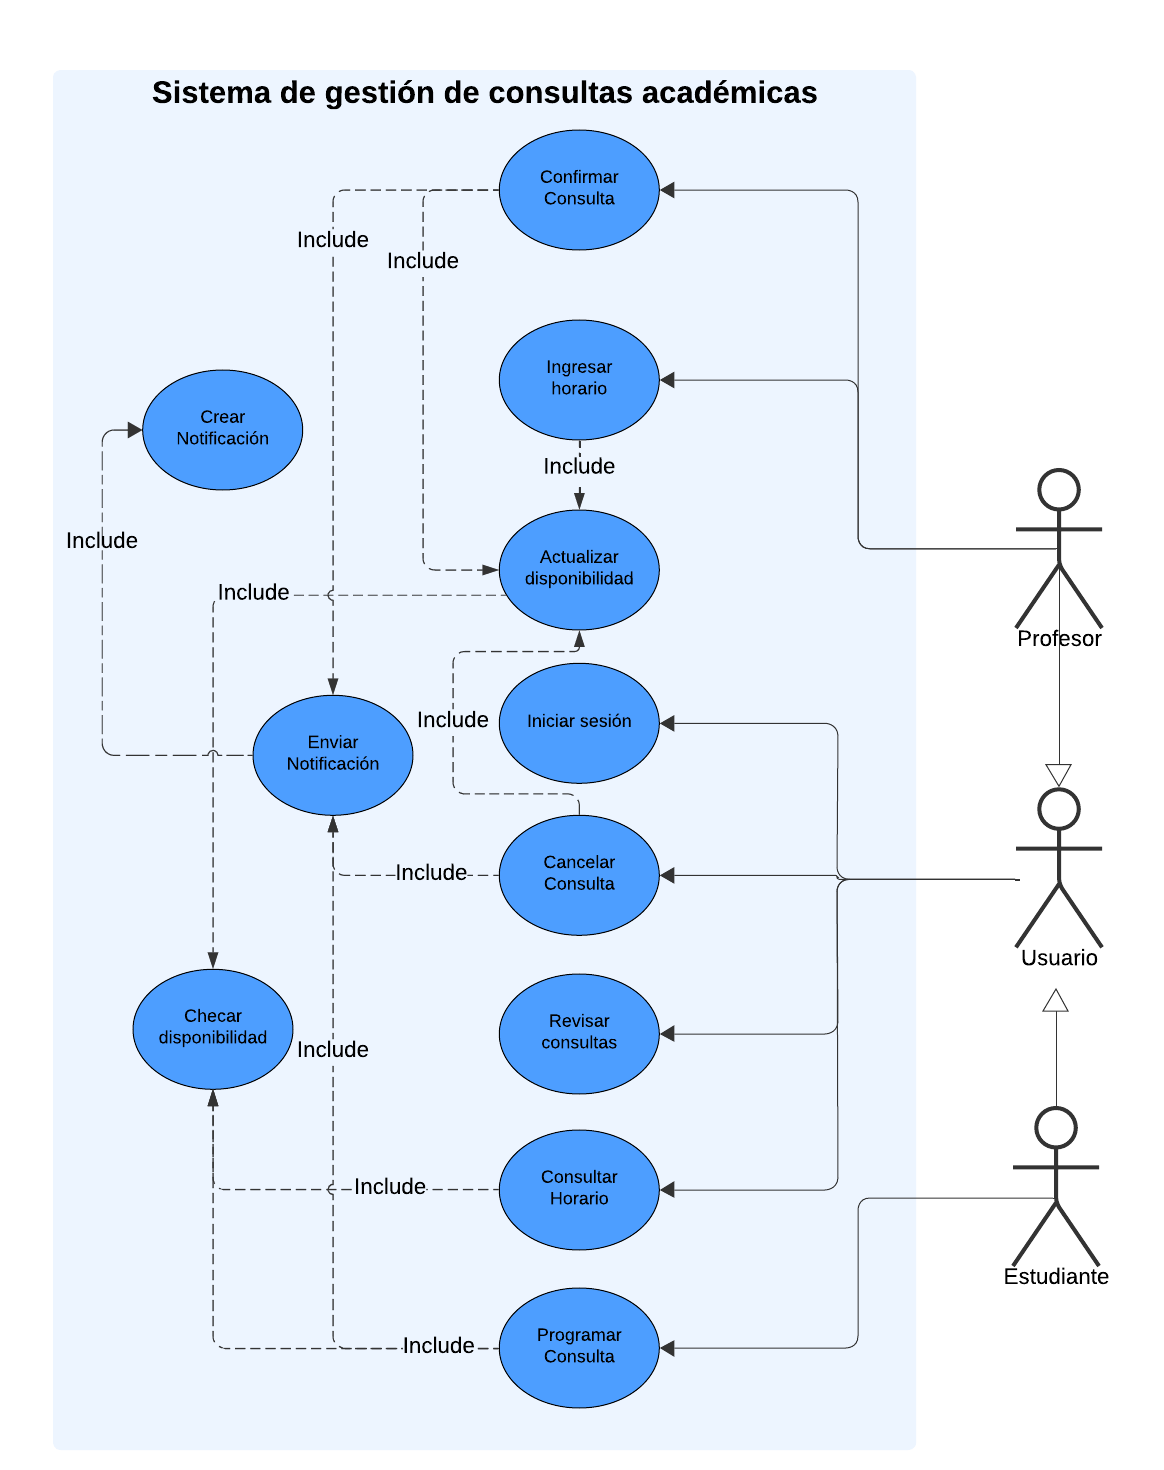 Sistema de gestión de consultas académicas
Confirmar
Consulta
Include
Include
Ingresar
horario
Crear
Notificación
Include
Include
Actualizar
disponibilidad
Include
Profesor
Include
Iniciar sesión
Enviar
Notificación
Cancelar
Consulta
Include
Usuario
Checar
disponibilidad
Revisar
consultas
Include
Consultar
Horario
Include
Estudiante
Programar
Consulta
Include